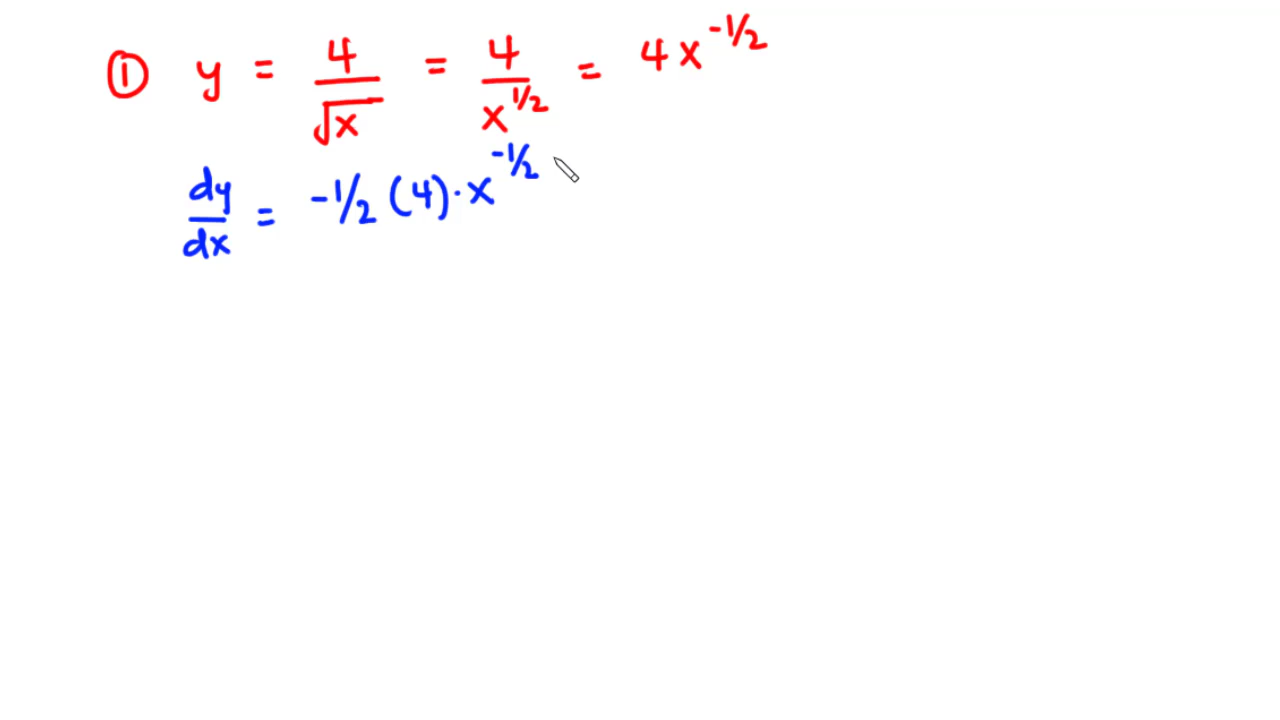 ① y = 4/√x = 4/x^1/2 = 4x^-1/2
dy/dx = -1/2 (4) · x^-1/2